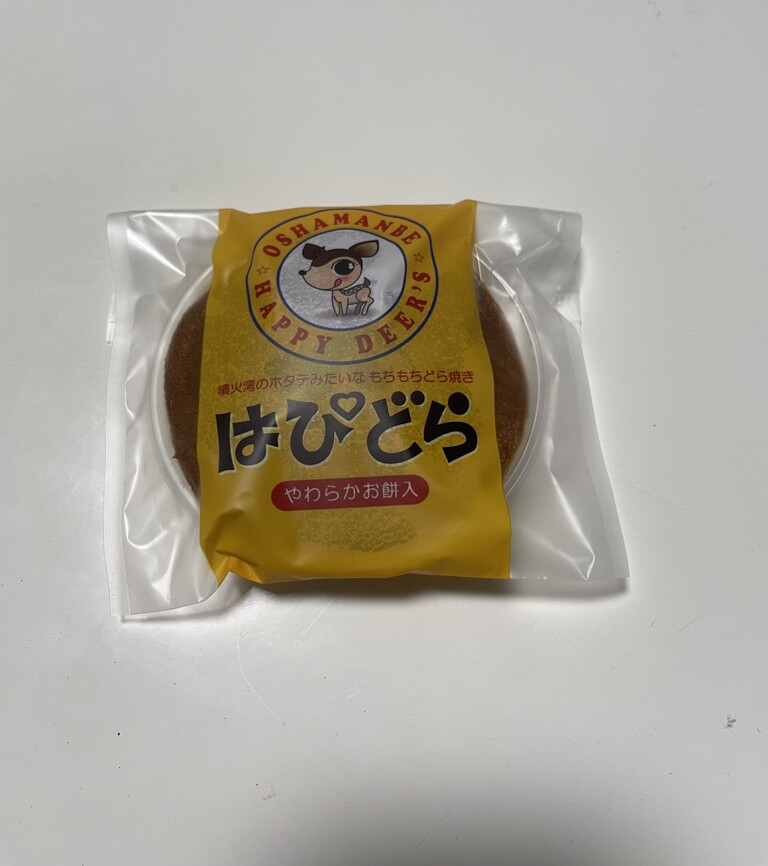 OSHAMANBE
HAPPY DEER'S
噴火湾のホタテみたいな もちもちどら焼き
はぴどら
やわらかお餅入